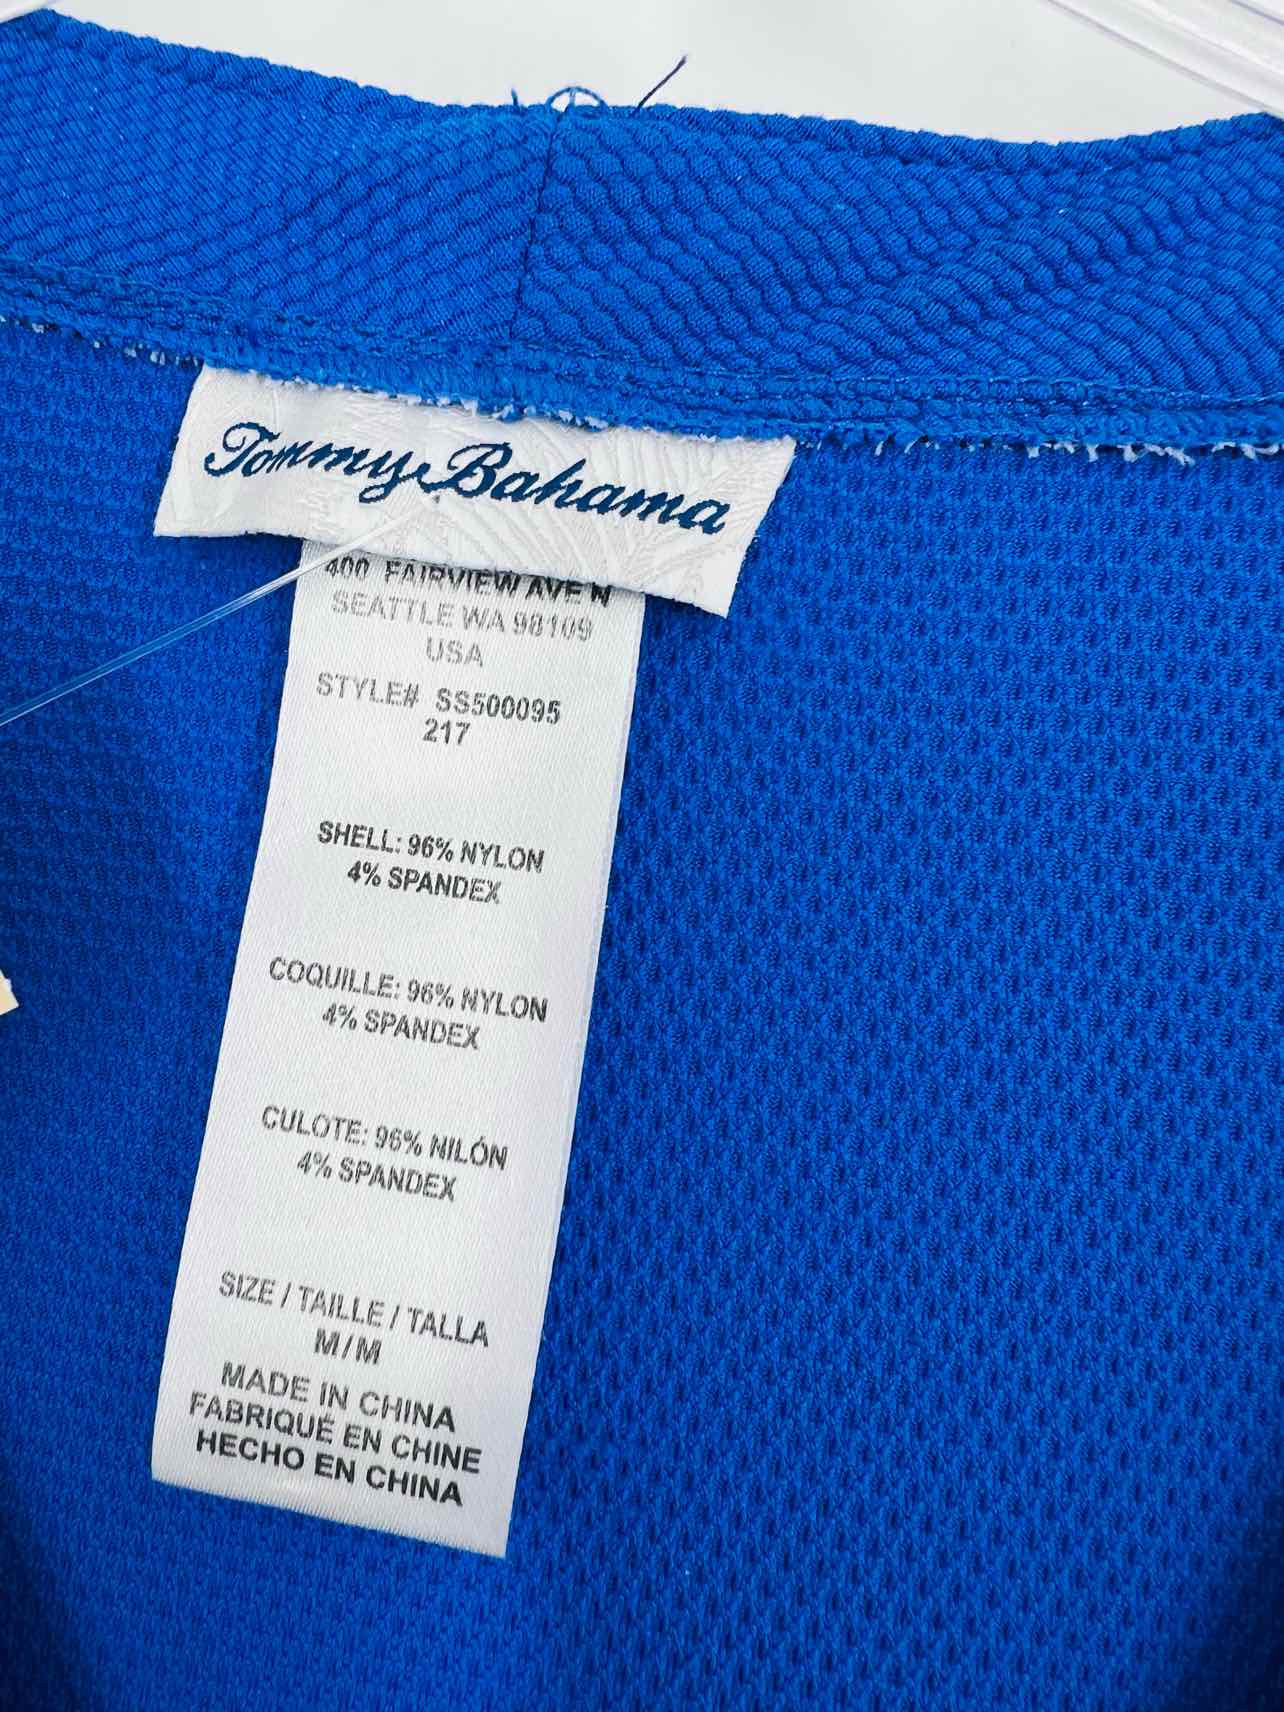 Tommy Bahama
400 FAIRVIEW AVE N
SEATTLE WA 98109
USA
STYLE# SS500095
217
SHELL: 96% NYLON
4% SPANDEX
COQUILLE: 96% NYLON
4% SPANDEX
CULOTE: 96% NILÓN
4% SPANDEX
SIZE / TAILLE / TALLA
M / M
MADE IN CHINA
FABRIQUÉ EN CHINE
HECHO EN CHINA